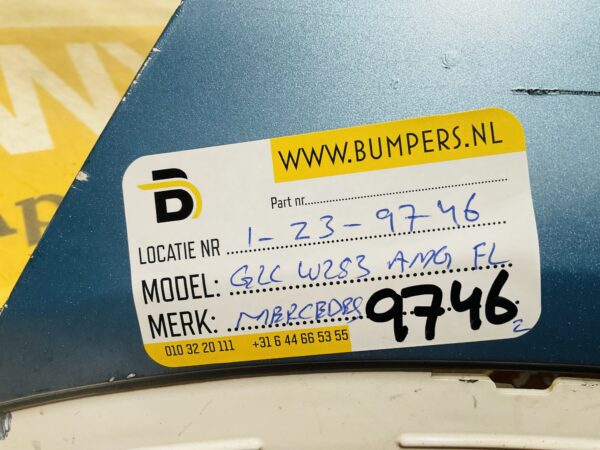 WWW.BUMPERS.NL
Part nr.
LOCATIE NR 1-23-9746
MODEL: GLC W253 AMG FL
MERK: MERCEDES 9746
2
010 32 20 111 +31 6 44 66 53 55